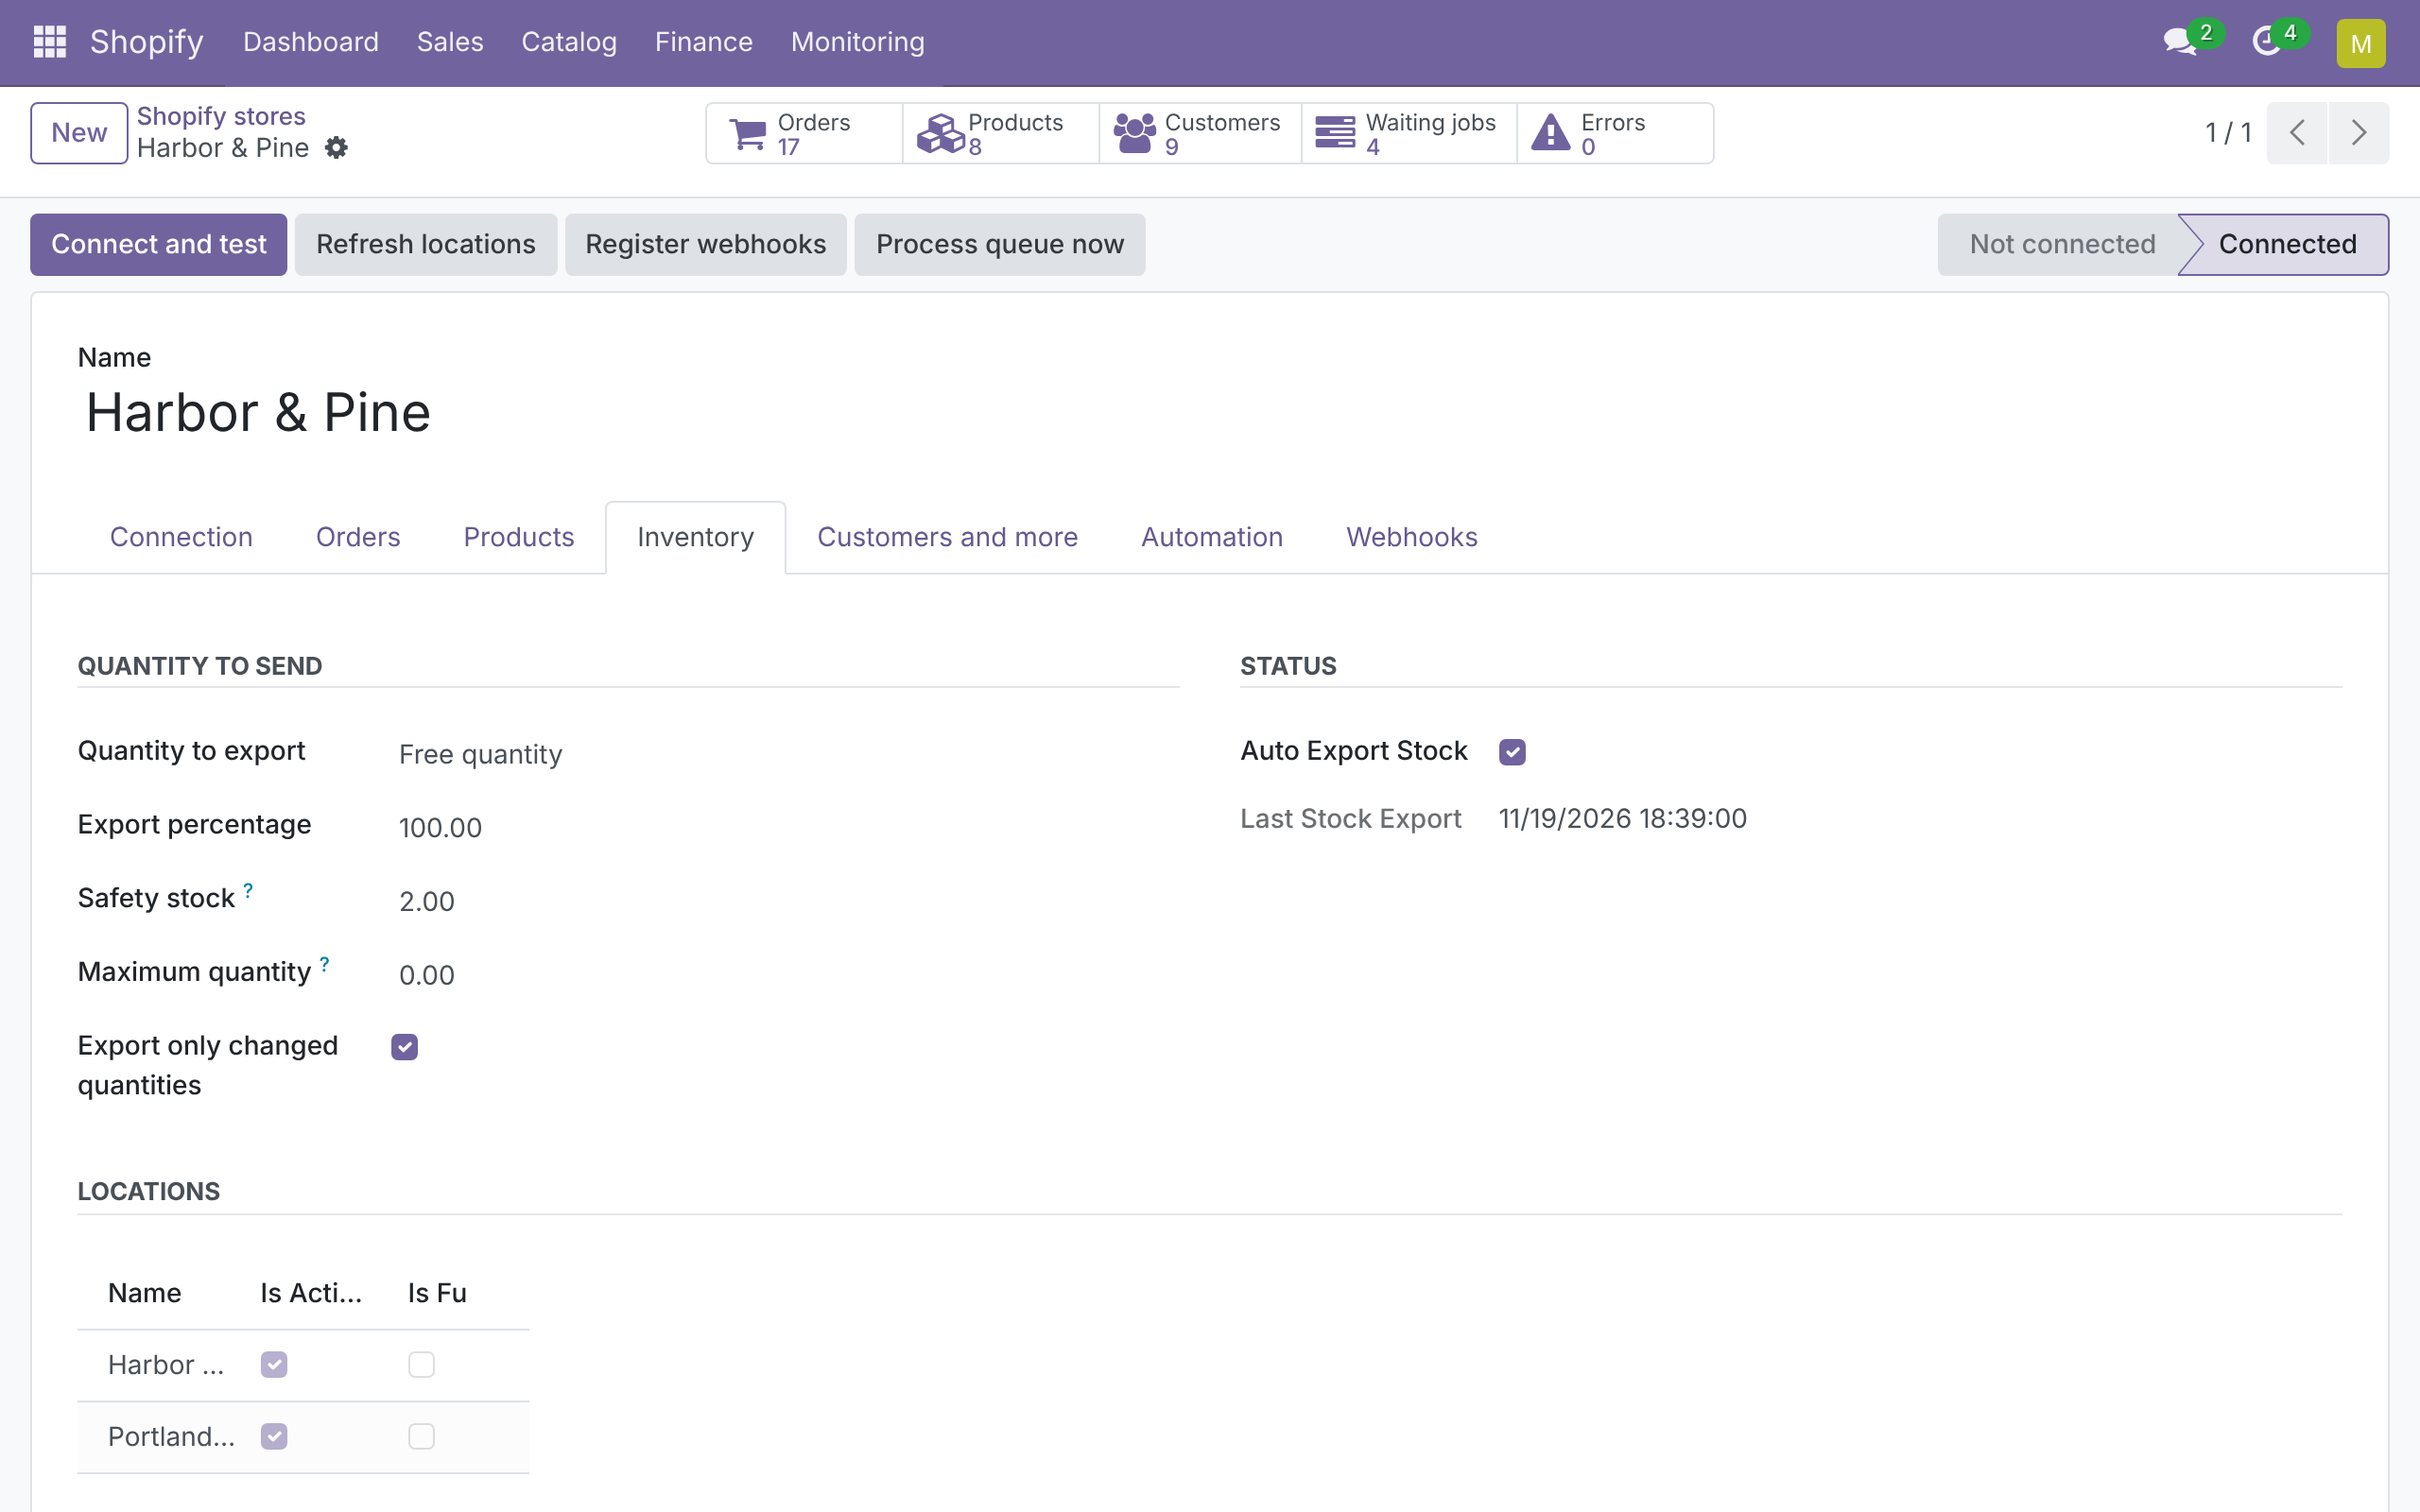 Shopify
Dashboard
Sales
Catalog
Finance
Monitoring
2
4
M
New
Shopify stores
Harbor & Pine
Orders
17
Products
8
Customers
9
Waiting jobs
4
Errors
0
1 / 1
Connect and test
Refresh locations
Register webhooks
Process queue now
Not connected
Connected
Name
Harbor & Pine
Connection
Orders
Products
Inventory
Customers and more
Automation
Webhooks
QUANTITY TO SEND
Quantity to export
Free quantity
Export percentage
100.00
Safety stock ?
2.00
Maximum quantity ?
0.00
Export only changed
quantities
STATUS
Auto Export Stock
Last Stock Export
11/19/2026 18:39:00
LOCATIONS
Name
Is Acti...
Is Fu
Harbor ...
Portland...